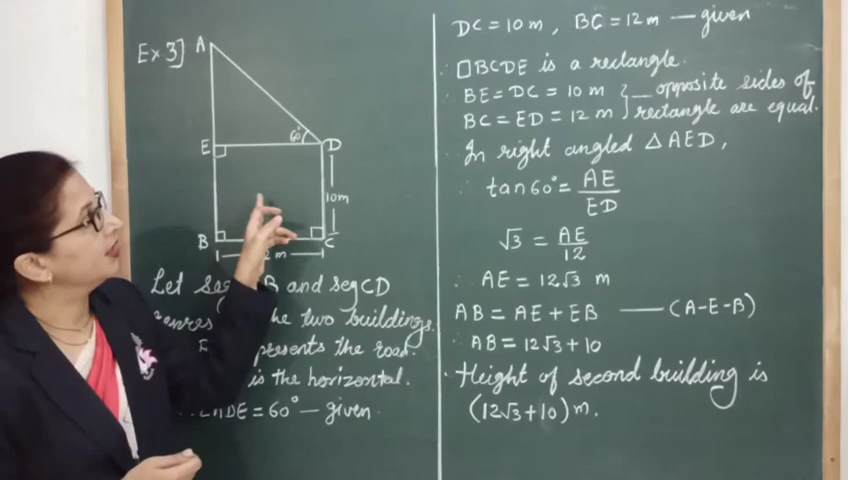 Ex 3]
A
60°
E
D
10m
B
C
m
Let seg B and seg CD
the two buildings.
presents the road.
is the horizontal.
DE = 60° — given
DC = 10 m , BC = 12 m — given
∴ □BCDE is a rectangle.
∴ BE = DC = 10 m } opposite sides of
BC = ED = 12 m } rectangle are equal.
In right angled △ AED,
∴ tan 60° = AE
ED
√3 = AE
12
∴ AE = 12√3 m
AB = AE + EB — (A-E-B)
∴ AB = 12√3 + 10
∴ Height of second building is
(12√3 + 10) m.